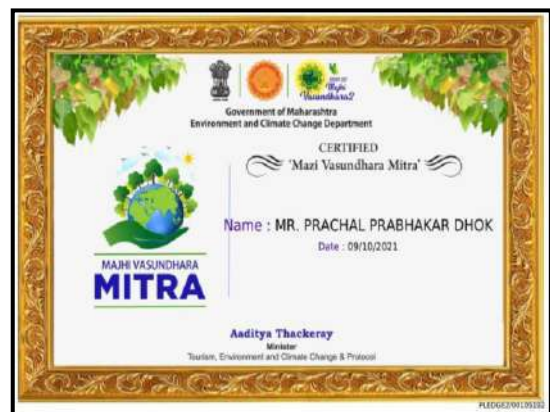 Majhi
Vasundhara2
Government of Maharashtra
Environment and Climate Change Department
CERTIFIED
'Mazi Vasundhara Mitra'
Name : MR. PRACHAL PRABHAKAR DHOK
Date : 09/10/2021
MAJHI VASUNDHARA
MITRA
Aaditya Thackeray
Minister
Tourism, Environment and Climate Change & Protocol